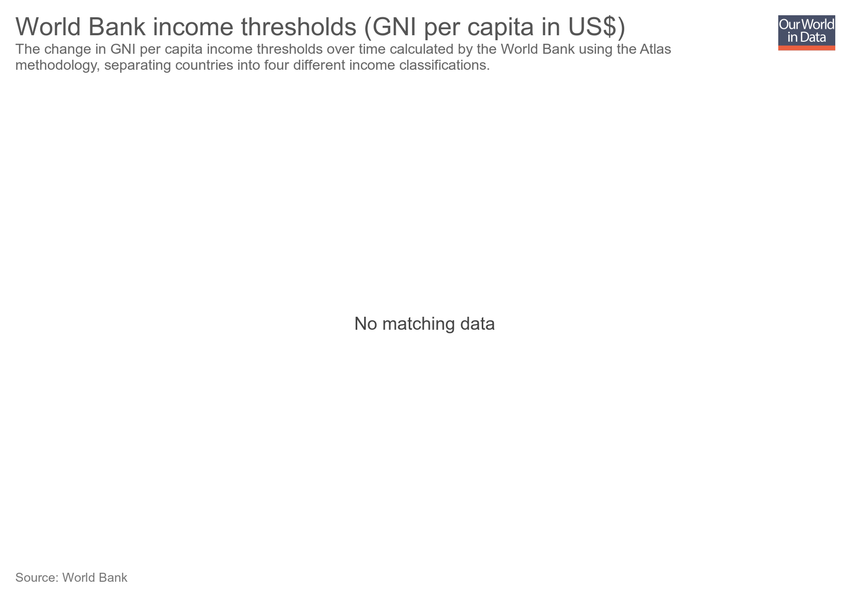 World Bank income thresholds (GNI per capita in US$)
The change in GNI per capita income thresholds over time calculated by the World Bank using the Atlas
methodology, separating countries into four different income classifications.
Our World
in Data
No matching data
Source: World Bank